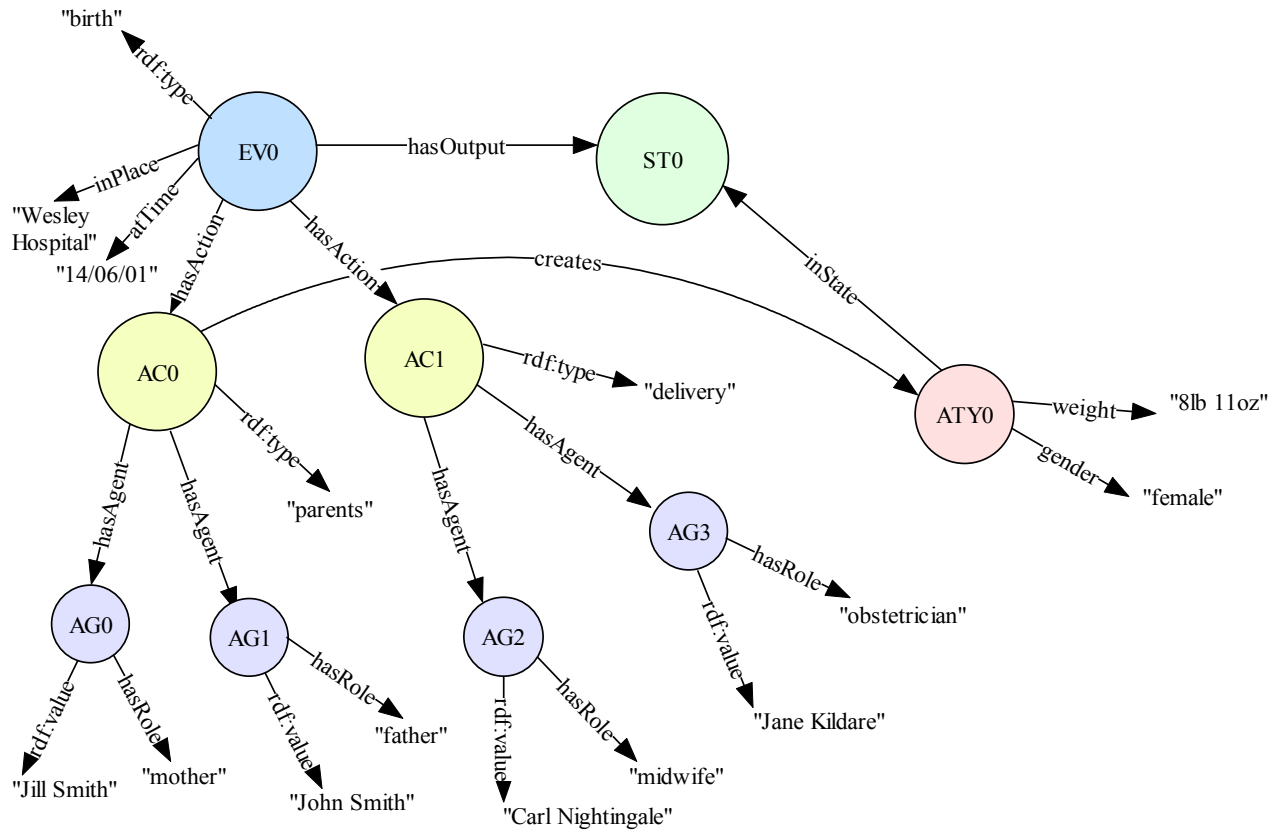 "birth"
rdf:type
EV0
hasOutput
ST0
inPlace
"Wesley
Hospital"
atTime
"14/06/01"
hasAction
hasAction
creates
inState
AC0
AC1
rdf:type
"delivery"
ATY0
weight
"8lb 11oz"
gender
"female"
rdf:type
"parents"
hasAgent
hasAgent
hasAgent
hasAgent
AG3
hasRole
"obstetrician"
rdf:value
"Jane Kildare"
AG0
AG1
AG2
rdf:value
"Jill Smith"
hasRole
"mother"
rdf:value
"John Smith"
hasRole
"father"
rdf:value
"Carl Nightingale"
hasRole
"midwife"